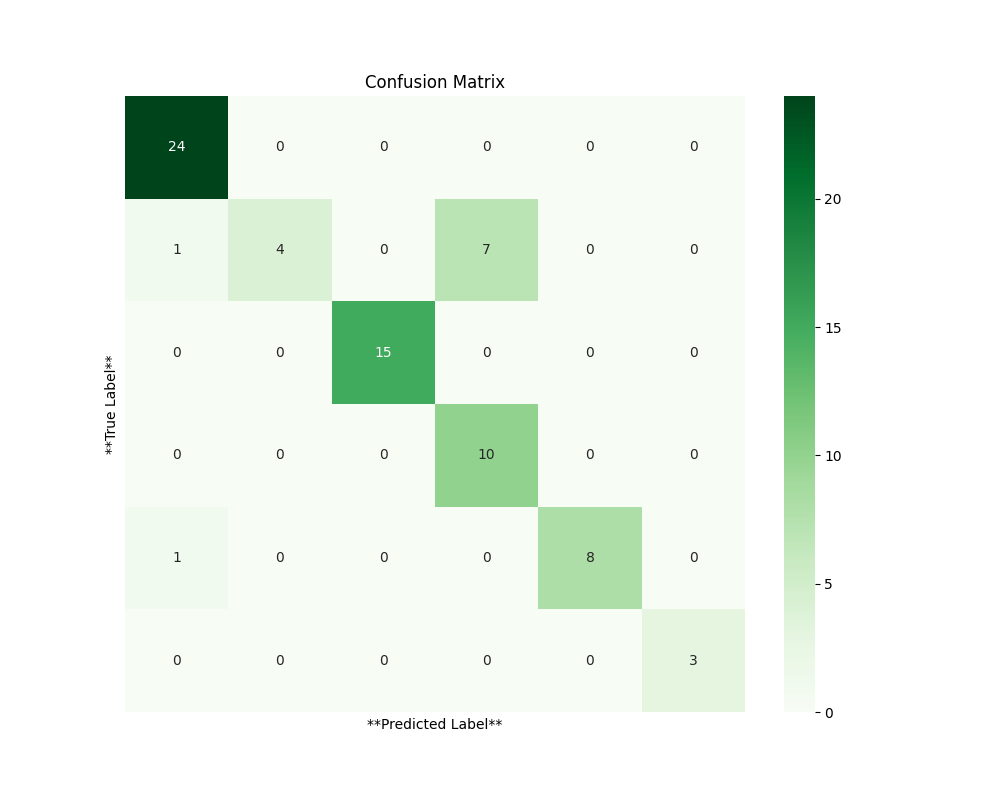 Confusion Matrix
24 0 0 0 0 0
1 4 0 7 0 0
0 0 15 0 0 0
0 0 0 10 0 0
1 0 0 0 8 0
0 0 0 0 0 3
**True Label**
**Predicted Label**
20
15
10
5
0